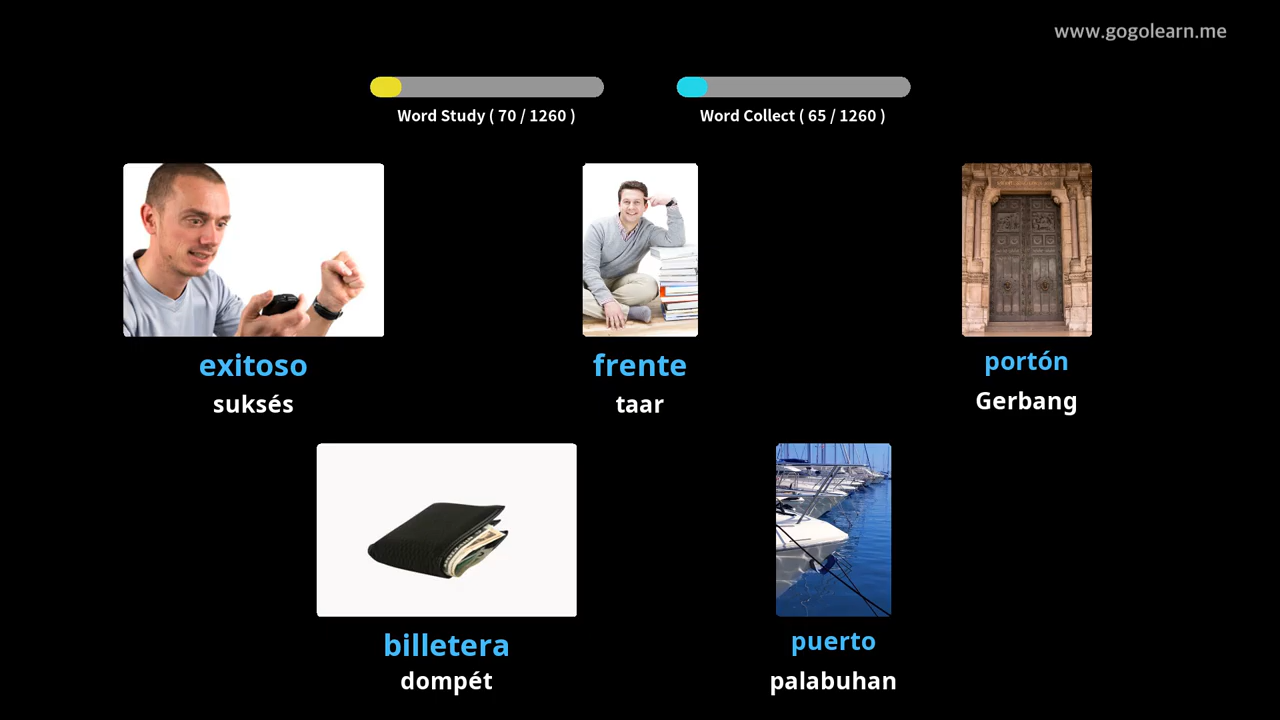 www.gogolearn.me
Word Study ( 70 / 1260 )
Word Collect ( 65 / 1260 )
exitoso
suksés
frente
taar
portón
Gerbang
billetera
dompét
puerto
palabuhan